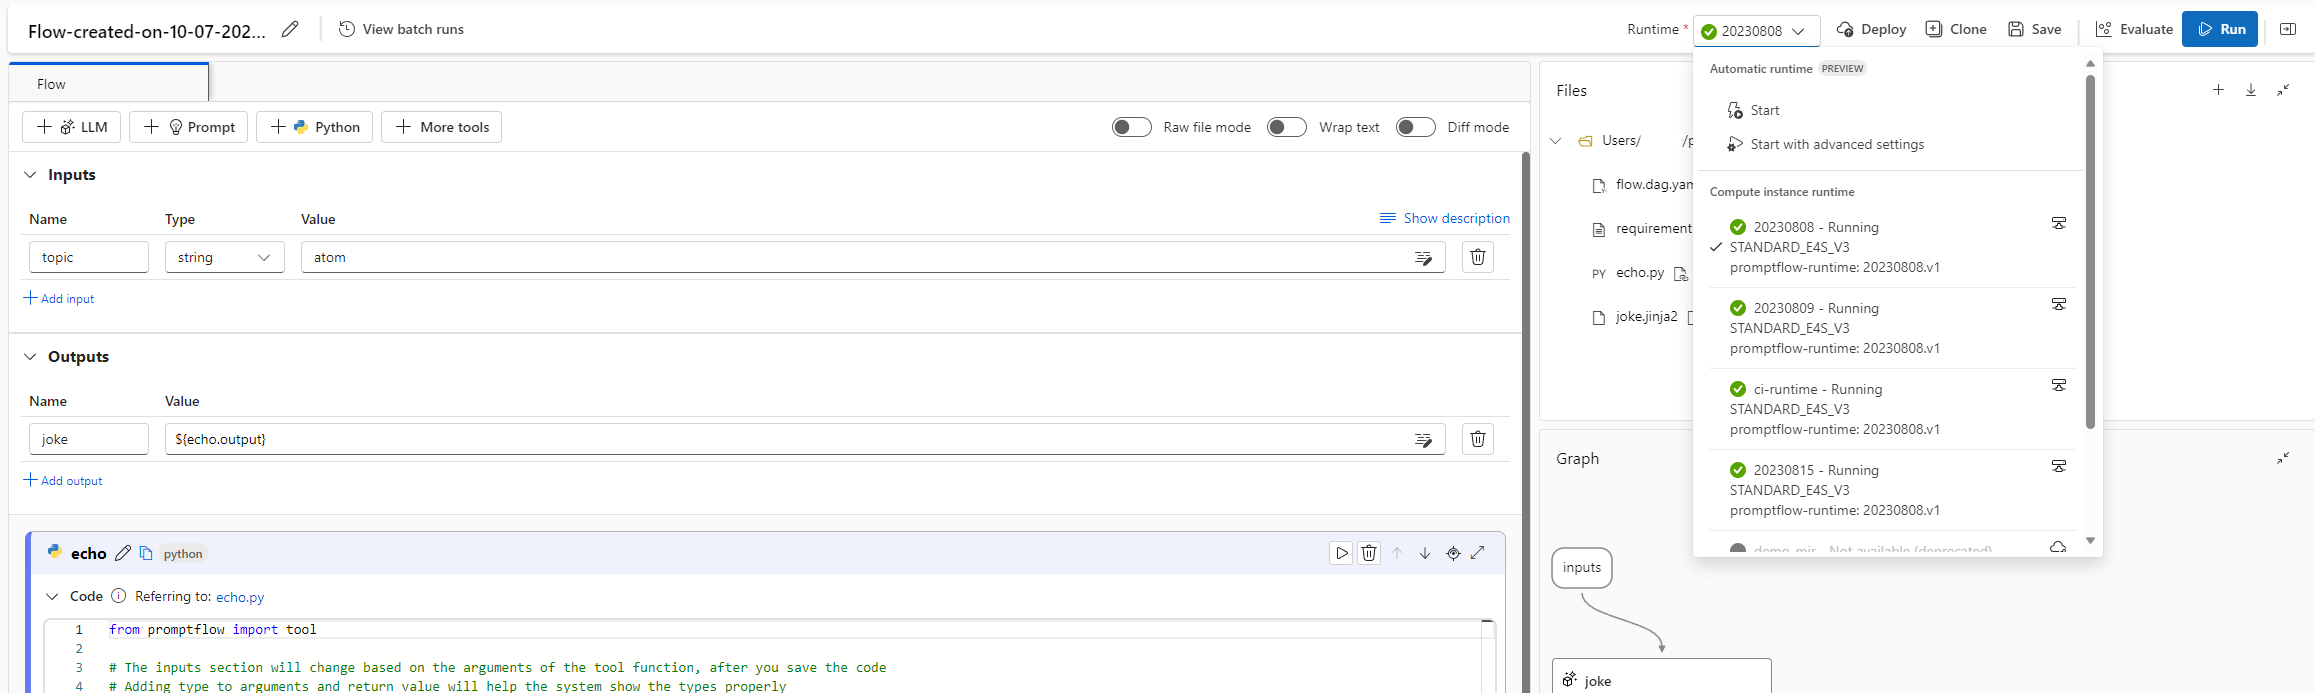 Flow-created-on-10-07-202...
View batch runs
Runtime *
20230808
Deploy
Clone
Save
Evaluate
Run
Flow
LLM
Prompt
Python
More tools
Raw file mode
Wrap text
Diff mode
Inputs
Name Type Value
Show description
topic string atom
Add input
Outputs
Name Value
joke ${echo.output}
Add output
echo python
Code Referring to: echo.py
1 from promptflow import tool
2
3 # The inputs section will change based on the arguments of the tool function, after you save the code
4 # Adding type to arguments and return value will help the system show the types properly
Automatic runtime PREVIEW
Start
Start with advanced settings
Compute instance runtime
20230808 - Running
STANDARD_E4S_V3
promptflow-runtime: 20230808.v1
20230809 - Running
STANDARD_E4S_V3
promptflow-runtime: 20230808.v1
ci-runtime - Running
STANDARD_E4S_V3
promptflow-runtime: 20230808.v1
20230815 - Running
STANDARD_E4S_V3
promptflow-runtime: 20230808.v1
demo-mir - Not available (deprecated)
Files
Users/ /p
flow.dag.yam
requirement
PY echo.py
joke.jinja2
Graph
inputs
joke